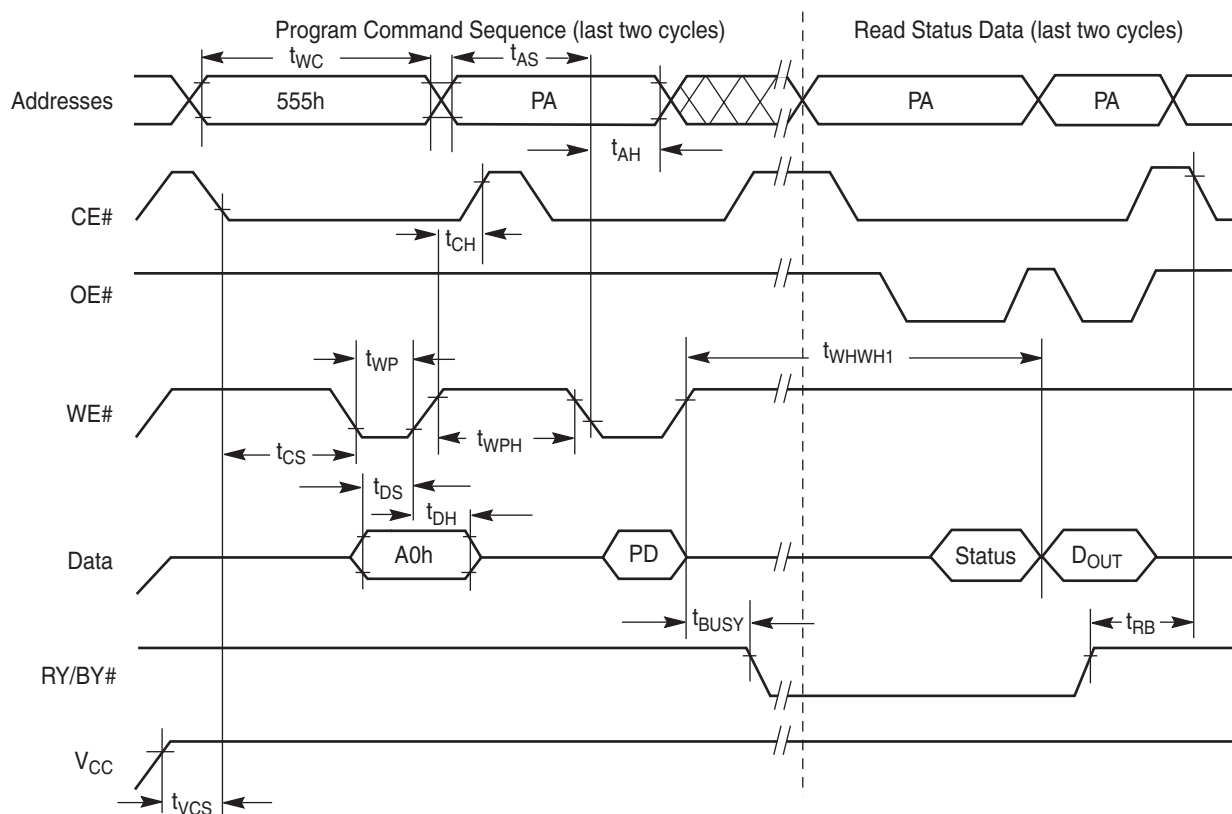 Program Command Sequence (last two cycles)
Read Status Data (last two cycles)
tWC
tAS
Addresses
555h
PA
PA
PA
tAH
CE#
tCH
OE#
tWP
tWHWH1
WE#
tCS
tWPH
tDS
tDH
Data
A0h
PD
Status
DOUT
tBUSY
tRB
RY/BY#
VCC
tVCS